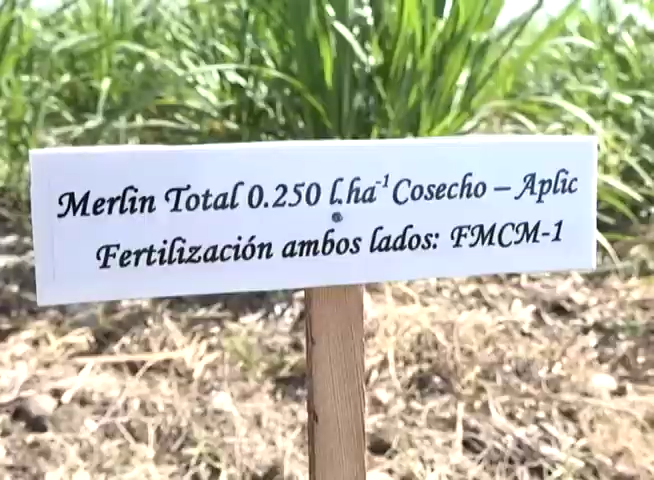 Merlin Total 0.250 l.ha⁻¹ Cosecho – Aplic
Fertilización ambos lados: FMCM-1